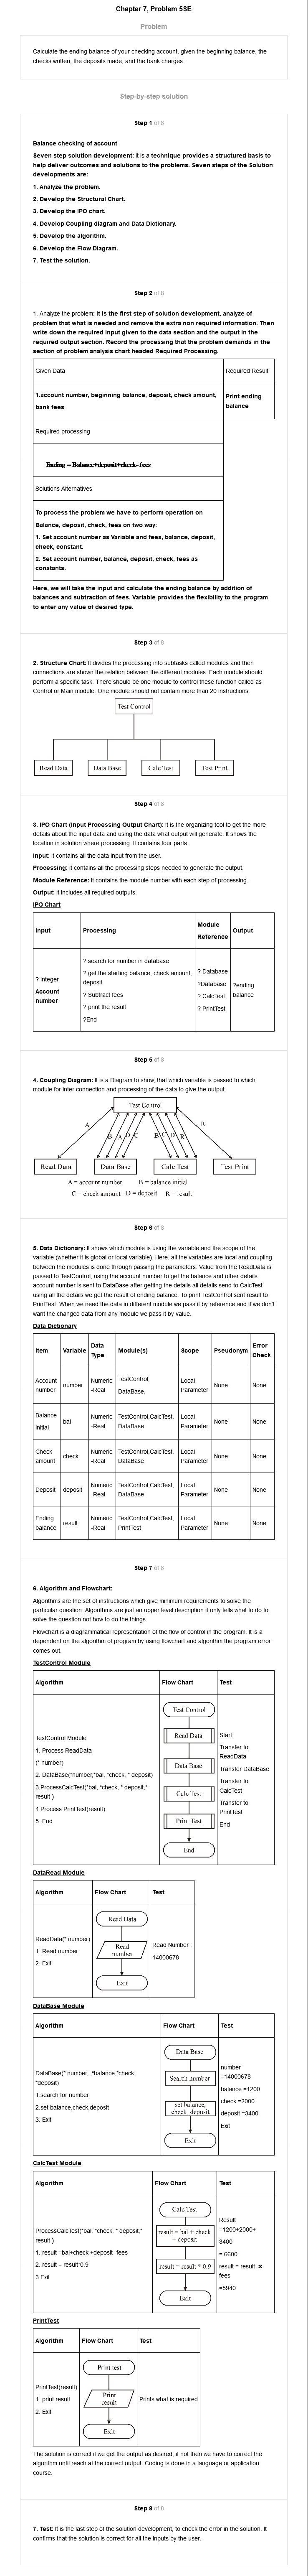 Chapter 7, Problem 5SE
Problem
Calculate the ending balance of your checking account, given the beginning balance, the
checks written, the deposits made, and the bank charges.
Step-by-step solution
Step 1 of 8
Balance checking of account
Seven step solution development: It is a technique provides a structured basis to
help deliver outcomes and solutions to the problems. Seven steps of the Solution
developments are:
1. Analyze the problem.
2. Develop the Structural Chart.
3. Develop the IPO chart.
4. Develop Coupling diagram and Data Dictionary.
5. Develop the algorithm.
6. Develop the Flow Diagram.
7. Test the solution.
Step 2 of 8
1. Analyze the problem: It is the first step of solution development, analyze of
problem that what is needed and remove the extra non required information. Then
write down the required input given to the data section and the output in the
required output section. Record the processing that the problem demands in the
section of problem analysis chart headed Required Processing.
Given Data
Required Result
1.account number, beginning balance, deposit, check amount,
bank fees
Print ending
balance
Required processing
Ending = Balance+deposit+check- fees
Solutions Alternatives
To process the problem we have to perform operation on
Balance, deposit, check, fees on two way:
1. Set account number as Variable and fees, balance, deposit,
check, constant.
2. Set account number, balance, deposit, check, fees as
constants.
Here, we will take the input and calculate the ending balance by addition of
balances and subtraction of fees. Variable provides the flexibility to the program
to enter any value of desired type.
Step 3 of 8
2. Structure Chart: It divides the processing into subtasks called modules and then
connections are shown the relation between the different modules. Each module should
perform a specific task. There should be one module to control these function called as
Control or Main module. One module should not contain more than 20 instructions.
Test Control
Read Data
Data Base
Calc Test
Test Print
Step 4 of 8
3. IPO Chart (Input Processing Output Chart): It is the organizing tool to get the more
details about the input data and using the data what output will generate. It shows the
location in solution where processing. It contains four parts.
Input: It contains all the data input from the user.
Processing: it contains all the processing steps needed to generate the output.
Module Reference: It contains the module number with each step of processing.
Output: it includes all required outputs.
IPO Chart
Input
Processing
Module
Reference
Output
? Integer
Account
number
? search for number in database
? get the starting balance, check amount,
deposit
? Subtract fees
? print the result
?End
? Database
?Database
? CalcTest
? PrintTest
?ending
balance
Step 5 of 8
4. Coupling Diagram: It is a Diagram to show, that which variable is passed to which
module for inter connection and processing of the data to give the output.
Test Control
A
B A D C
B C D R
R
Read Data
Data Base
Calc Test
Test Print
A = account number
B = balance initial
C = check amount
D = deposit
R = result
Step 6 of 8
5. Data Dictionary: It shows which module is using the variable and the scope of the
variable (whether it is global or local variable). Here, all the variables are local and coupling
between the modules is done through passing the parameters. Value from the ReadData is
passed to TestControl, using the account number to get the balance and other details
account number is sent to DataBase after getting the details all details send to CalcTest
using all the details we get the result of ending balance. To print TestControl sent result to
PrintTest. When we need the data in different module we pass it by reference and if we don't
want the changed data from any module we pass it by value.
Data Dictionary
Item
Variable
Data
Type
Module(s)
Scope
Pseudonym
Error
Check
Account
number
number
Numeric
-Real
TestControl,
DataBase,
Local
Parameter
None
None
Balance
initial
bal
Numeric
-Real
TestControl,CalcTest,
DataBase
Local
Parameter
None
None
Check
amount
check
Numeric
-Real
TestControl,CalcTest,
DataBase
Local
Parameter
None
None
Deposit
deposit
Numeric
-Real
TestControl,CalcTest,
DataBase
Local
Parameter
None
None
Ending
balance
result
Numeric
-Real
TestControl,CalcTest,
PrintTest
Local
Parameter
None
None
Step 7 of 8
6. Algorithm and Flowchart:
Algorithms are the set of instructions which give minimum requirements to solve the
particular question. Algorithms are just an upper level description it only tells what to do to
solve the question not how to do the things.
Flowchart is a diagrammatical representation of the flow of control in the program. It is a
dependent on the algorithm of program by using flowchart and algorithm the program error
comes out.
TestControl Module
Algorithm
Flow Chart
Test
TestControl Module
1. Process ReadData
(* number)
2. DataBase(*number,*bal, *check, * deposit)
3.ProcessCalcTest(*bal, *check, * deposit,*
result )
4.Process PrintTest(result)
5. End
Test Control
Read Data
Data Base
Calc Test
Print Test
End
Start
Transfer to
ReadData
Transfer DataBase
Transfer to
CalcTest
Transfer to
PrintTest
End
DataRead Module
Algorithm
Flow Chart
Test
ReadData(* number)
1. Read number
2. Exit
Read Data
Read
number
Exit
Read Number :
14000678
DataBase Module
Algorithm
Flow Chart
Test
DataBase(* number, ,*balance,*check,
*deposit)
1.search for number
2.set balance,check,deposit
3. Exit
Data Base
Search number
set balance,
check, deposit
Exit
number
=14000678
balance =1200
check =2000
deposit =3400
Exit
CalcTest Module
Algorithm
Flow Chart
Test
ProcessCalcTest(*bal, *check, * deposit,*
result )
1. result =bal+check +deposit -fees
2. result = result*0.9
3.Exit
Calc Test
result = bal + check
- deposit
result = result * 0.9
Exit
Result
=1200+2000+
3400
= 6600
result = result ×
fees
=5940
PrintTest
Algorithm
Flow Chart
Test
PrintTest(result)
1. print result
2. Exit
Print test
Print
result
Exit
Prints what is required
The solution is correct if we get the output as desired; if not then we have to correct the
algorithm until reach at the correct output. Coding is done in a language or application
course.
Step 8 of 8
7. Test: It is the last step of the solution development, to check the error in the solution. It
confirms that the solution is correct for all the inputs by the user.